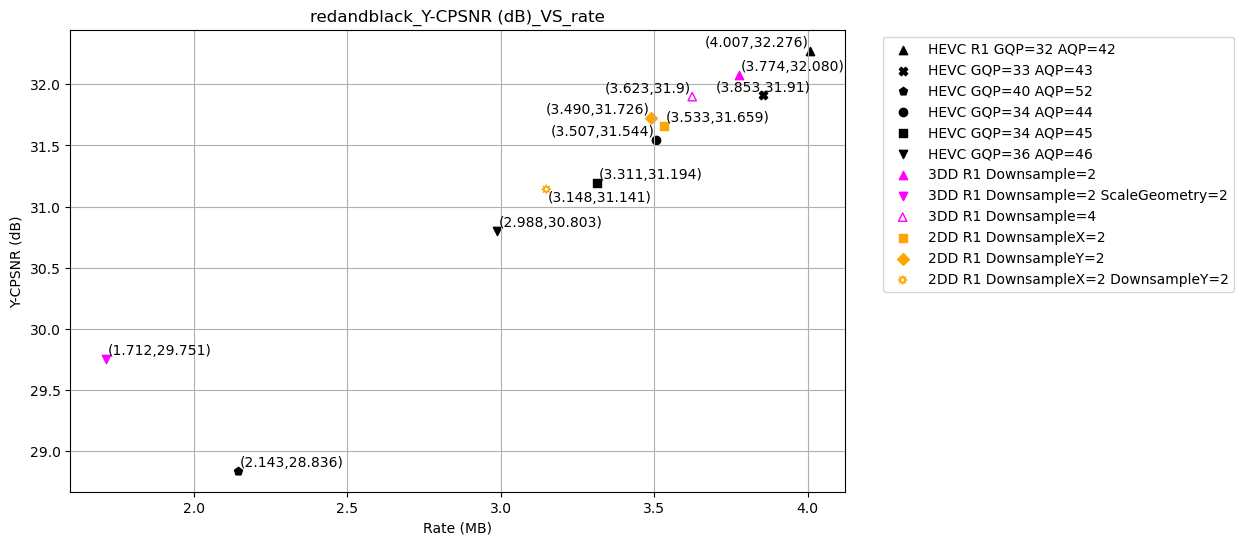 redandblack_Y-CPSNR (dB)_VS_rate
(4.007,32.276)
(3.774,32.080)
(3.623,31.9)
(3.853,31.91)
(3.490,31.726)
(3.533,31.659)
(3.507,31.544)
(3.311,31.194)
(3.148,31.141)
(2.988,30.803)
(1.712,29.751)
(2.143,28.836)
32.0
31.5
31.0
30.5
30.0
29.5
29.0
Y-CPSNR (dB)
2.0 2.5 3.0 3.5 4.0
Rate (MB)
HEVC R1 GQP=32 AQP=42
HEVC GQP=33 AQP=43
HEVC GQP=40 AQP=52
HEVC GQP=34 AQP=44
HEVC GQP=34 AQP=45
HEVC GQP=36 AQP=46
3DD R1 Downsample=2
3DD R1 Downsample=2 ScaleGeometry=2
3DD R1 Downsample=4
2DD R1 DownsampleX=2
2DD R1 DownsampleY=2
2DD R1 DownsampleX=2 DownsampleY=2